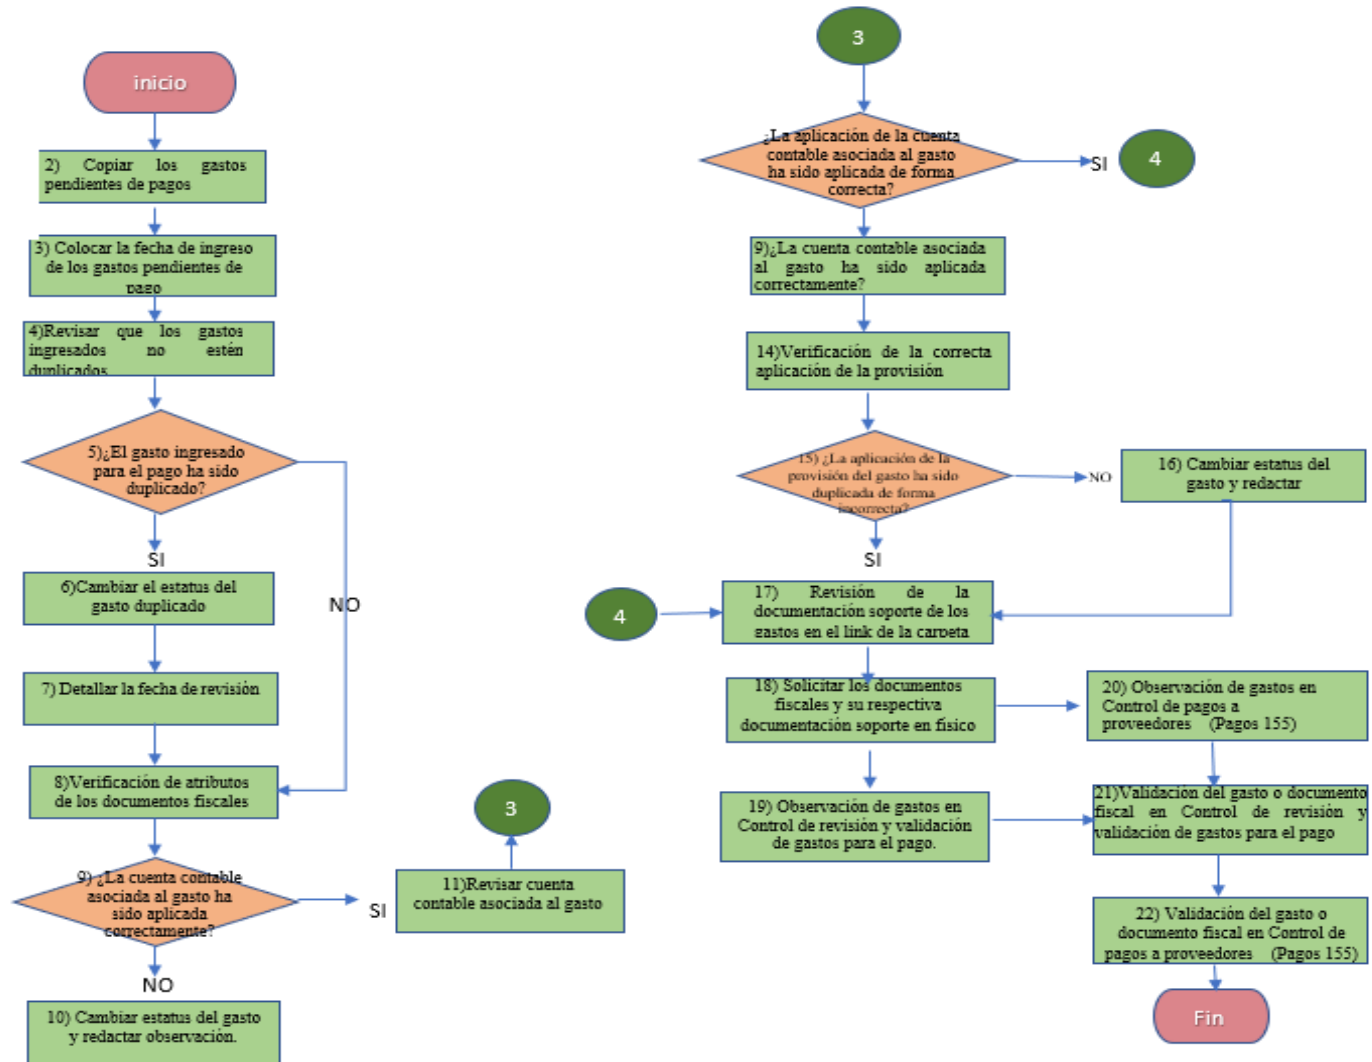 inicio
2) Copiar los gastos
pendientes de pagos
3) Colocar la fecha de ingreso
de los gastos pendientes de
pago
4)Revisar que los gastos
ingresados no estén
duplicados
5)¿El gasto ingresado
para el pago ha sido
duplicado?
SI
NO
6)Cambiar el estatus del
gasto duplicado
7) Detallar la fecha de revisión
8)Verificación de atributos
de los documentos fiscales
9) ¿La cuenta contable
asociada al gasto ha
sido aplicada
correctamente?
SI
NO
10) Cambiar estatus del gasto
y redactar observación.
11)Revisar cuenta
contable asociada al gasto
3
3
¿La aplicación de la cuenta
contable asociada al gasto
ha sido aplicada de forma
correcta?
SI
4
9)¿La cuenta contable asociada
al gasto ha sido aplicada
correctamente?
14)Verificación de la correcta
aplicación de la provisión
15) ¿La aplicación de la
provisión del gasto ha sido
duplicada de forma
incorrecta?
NO
16) Cambiar estatus del
gasto y redactar
SI
4
17) Revisión de la
documentación soporte de los
gastos en el link de la carpeta
18) Solicitar los documentos
fiscales y su respectiva
documentación soporte en físico
19) Observación de gastos en
Control de revisión y validación
de gastos para el pago.
20) Observación de gastos en
Control de pagos a
proveedores (Pagos 155)
21)Validación del gasto o documento
fiscal en Control de revisión y
validación de gastos para el pago
22) Validación del gasto o
documento fiscal en Control de
pagos a proveedores (Pagos 155)
Fin